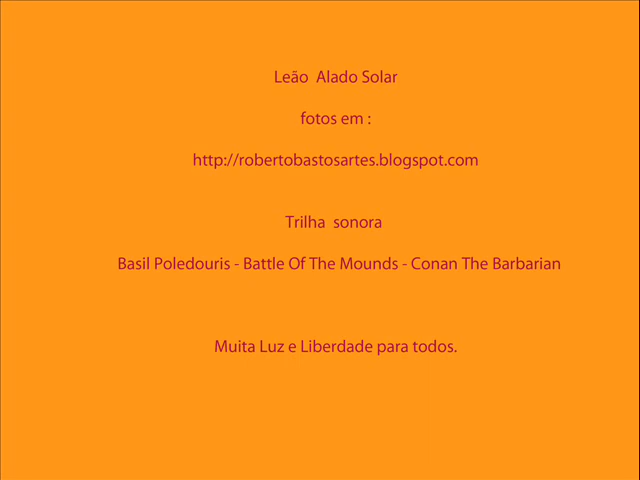 Leão Alado Solar
fotos em :
http://robertobastosartes.blogspot.com
Trilha sonora
Basil Poledouris - Battle Of The Mounds - Conan The Barbarian
Muita Luz e Liberdade para todos.